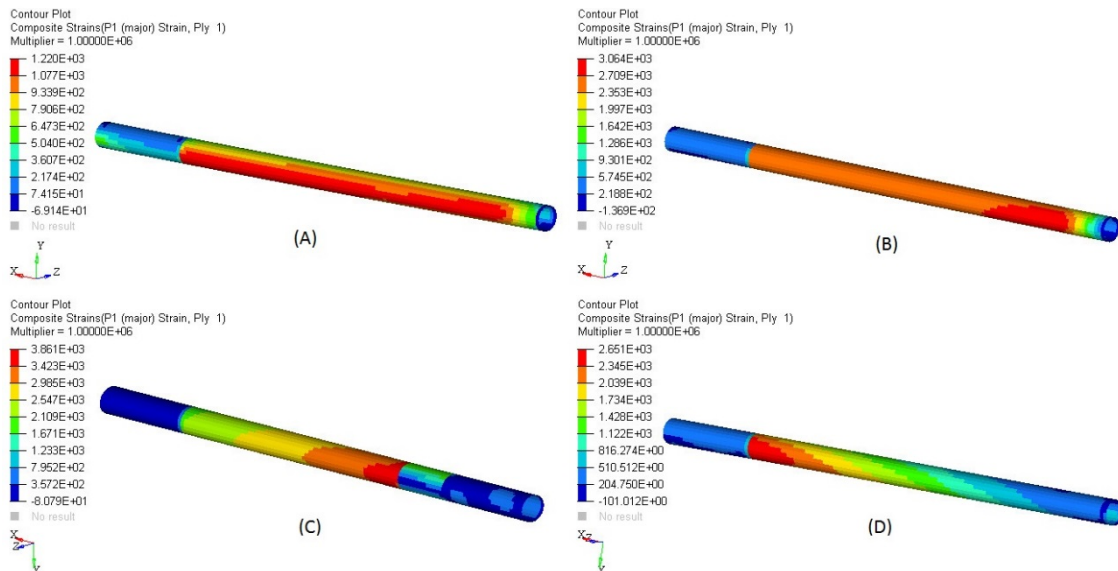 Contour Plot
Composite Strains(P1 (major) Strain, Ply 1)
Multiplier = 1.00000E+06
1.220E+03
1.077E+03
9.339E+02
7.906E+02
6.473E+02
5.040E+02
3.607E+02
2.174E+02
7.415E+01
-6.914E+01
No result
Y
X
Z
(A)
Contour Plot
Composite Strains(P1 (major) Strain, Ply 1)
Multiplier = 1.00000E+06
3.064E+03
2.709E+03
2.353E+03
1.997E+03
1.642E+03
1.286E+03
9.301E+02
5.745E+02
2.188E+02
-1.369E+02
No result
Y
X
Z
(B)
Contour Plot
Composite Strains(P1 (major) Strain, Ply 1)
Multiplier = 1.00000E+06
3.861E+03
3.423E+03
2.985E+03
2.547E+03
2.109E+03
1.671E+03
1.233E+03
7.952E+02
3.572E+02
-8.079E+01
No result
X
Z
(C)
Contour Plot
Composite Strains(P1 (major) Strain, Ply 1)
Multiplier = 1.00000E+06
2.651E+03
2.345E+03
2.039E+03
1.734E+03
1.428E+03
1.122E+03
816.274E+00
510.512E+00
204.750E+00
-101.012E+00
No result
X
Z
(D)